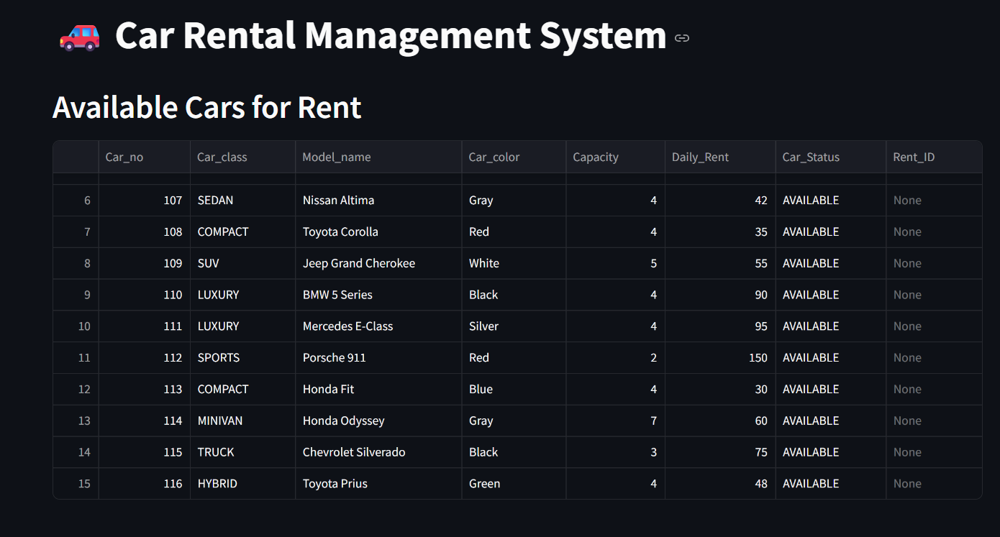 Car Rental Management System
Available Cars for Rent
Car_no Car_class Model_name Car_color Capacity Daily_Rent Car_Status Rent_ID
6 107 SEDAN Nissan Altima Gray 4 42 AVAILABLE None
7 108 COMPACT Toyota Corolla Red 4 35 AVAILABLE None
8 109 SUV Jeep Grand Cherokee White 5 55 AVAILABLE None
9 110 LUXURY BMW 5 Series Black 4 90 AVAILABLE None
10 111 LUXURY Mercedes E-Class Silver 4 95 AVAILABLE None
11 112 SPORTS Porsche 911 Red 2 150 AVAILABLE None
12 113 COMPACT Honda Fit Blue 4 30 AVAILABLE None
13 114 MINIVAN Honda Odyssey Gray 7 60 AVAILABLE None
14 115 TRUCK Chevrolet Silverado Black 3 75 AVAILABLE None
15 116 HYBRID Toyota Prius Green 4 48 AVAILABLE None